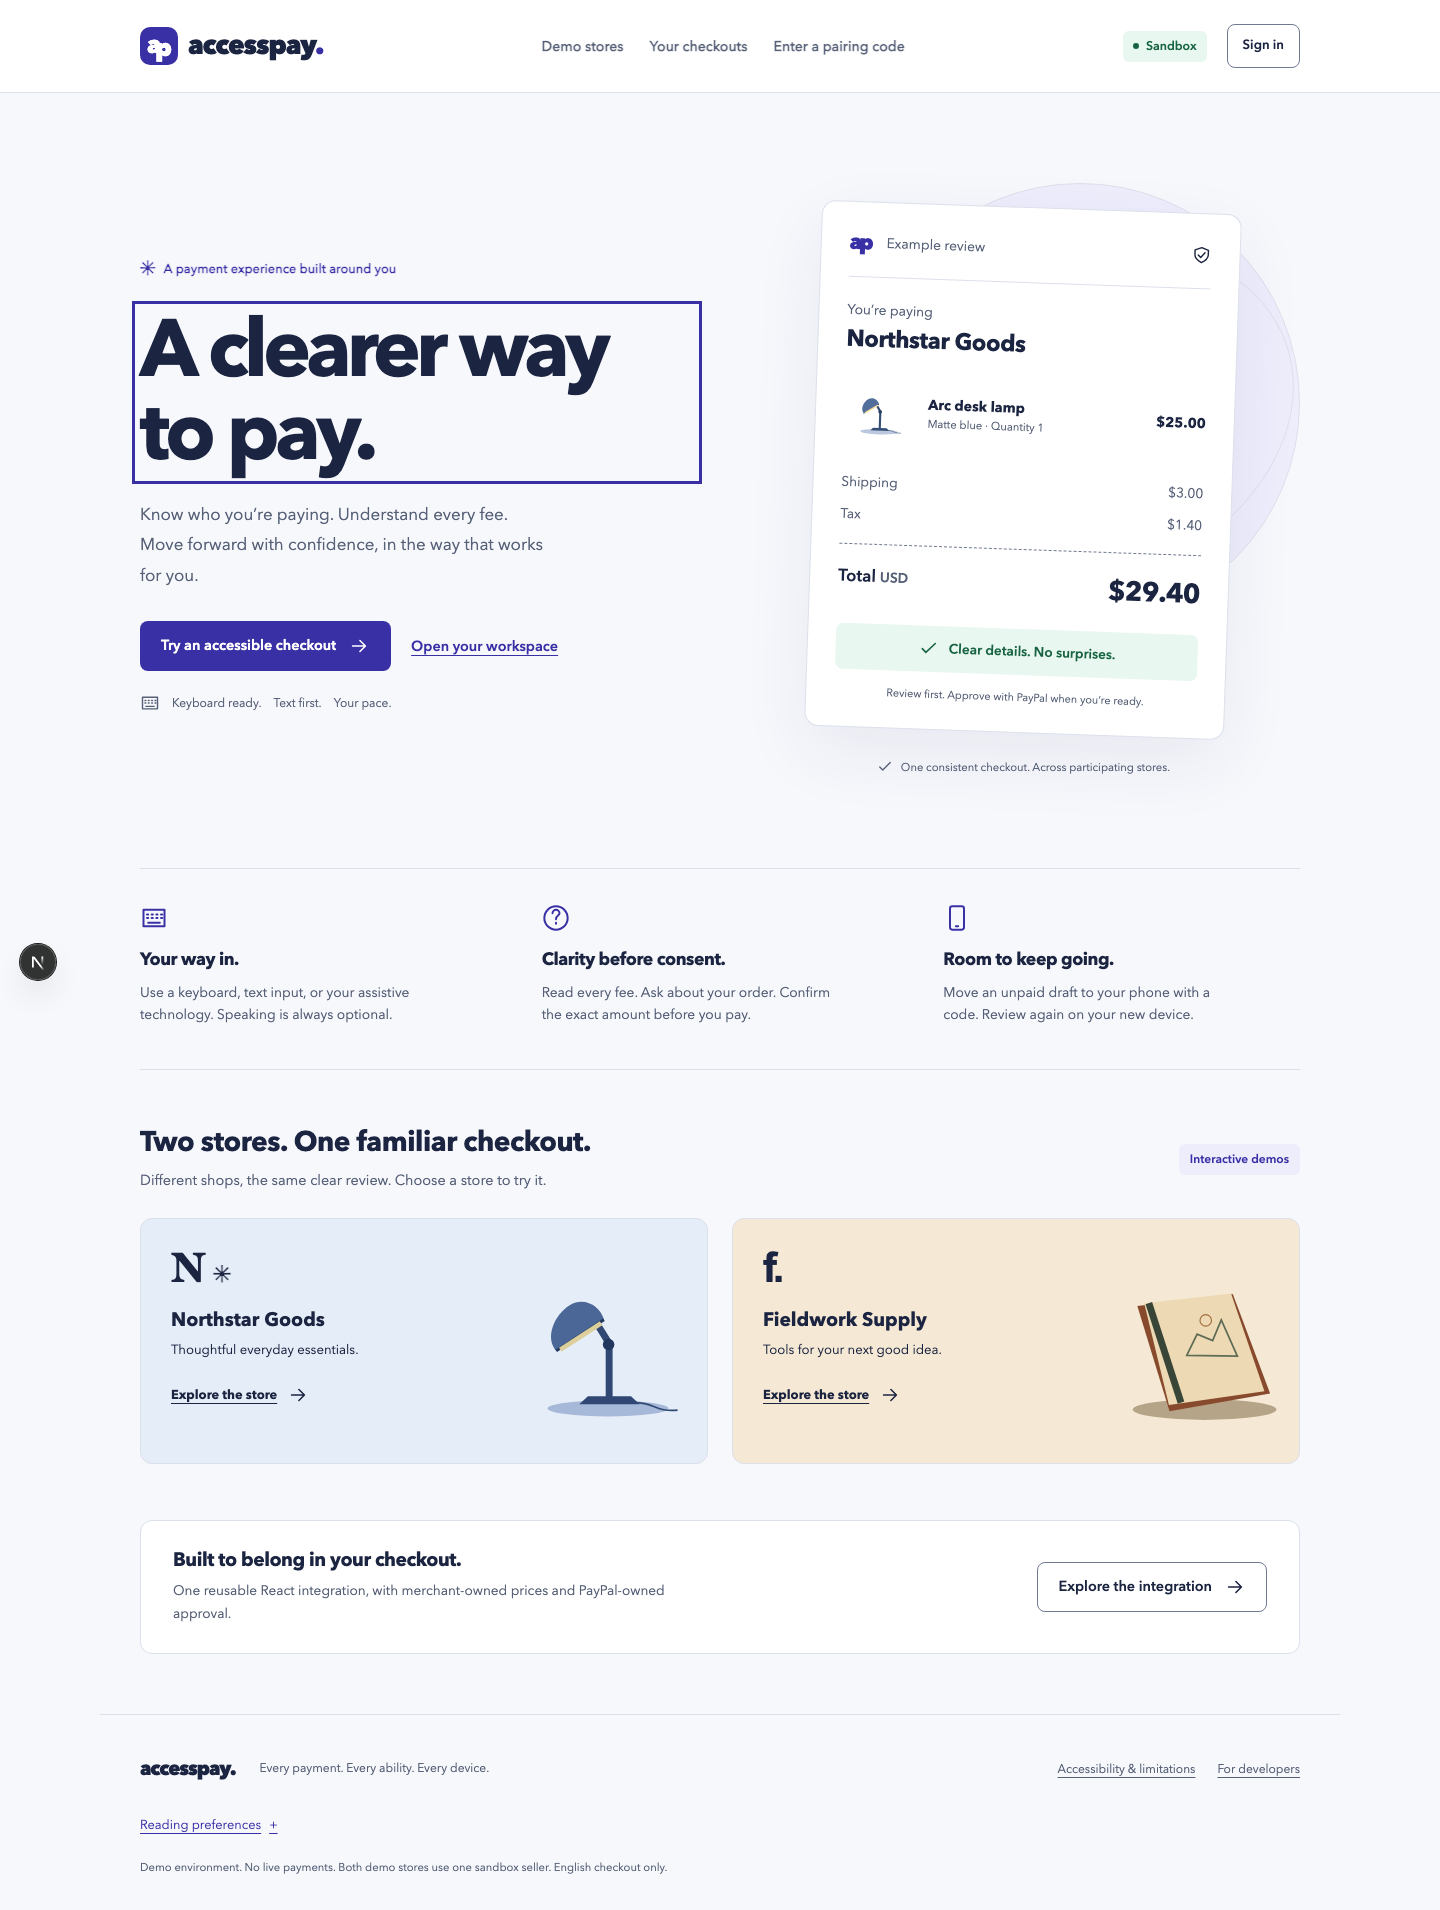 ap accesspay.
Demo stores
Your checkouts
Enter a pairing code
Sandbox
Sign in
A payment experience built around you
A clearer way
to pay.
Know who you’re paying. Understand every fee.
Move forward with confidence, in the way that works
for you.
Try an accessible checkout
Open your workspace
Keyboard ready. Text first. Your pace.
ap Example review
You’re paying
Northstar Goods
Arc desk lamp
Matte blue · Quantity 1
$25.00
Shipping
$3.00
Tax
$1.40
Total USD
$29.40
Clear details. No surprises.
Review first. Approve with PayPal when you’re ready.
One consistent checkout. Across participating stores.
N
Your way in.
Use a keyboard, text input, or your assistive
technology. Speaking is always optional.
Clarity before consent.
Read every fee. Ask about your order. Confirm
the exact amount before you pay.
Room to keep going.
Move an unpaid draft to your phone with a
code. Review again on your new device.
Two stores. One familiar checkout.
Different shops, the same clear review. Choose a store to try it.
Interactive demos
N
Northstar Goods
Thoughtful everyday essentials.
Explore the store
f.
Fieldwork Supply
Tools for your next good idea.
Explore the store
Built to belong in your checkout.
One reusable React integration, with merchant-owned prices and PayPal-owned
approval.
Explore the integration
accesspay.
Every payment. Every ability. Every device.
Accessibility & limitations
For developers
Reading preferences +
Demo environment. No live payments. Both demo stores use one sandbox seller. English checkout only.